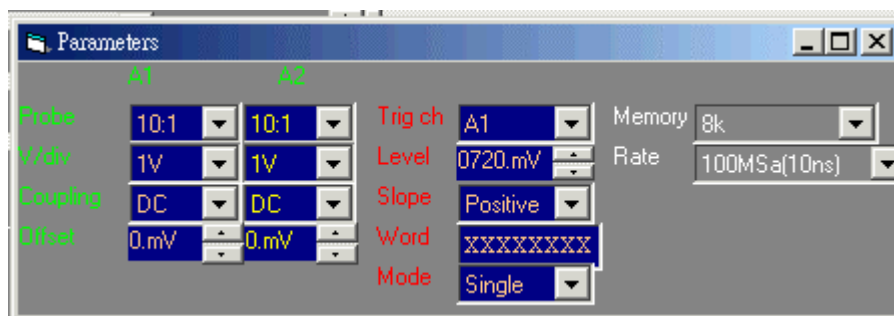 Parameters
A1 A2
Probe 10:1 10:1 Trig ch A1 Memory 8k
V/div 1V 1V Level 0720.mV Rate 100MSa(10ns)
Coupling DC DC Slope Positive
Offset 0.mV 0.mV Word XXXXXXXX
Mode Single